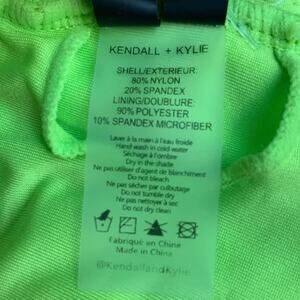 KENDALL + KYLIE
SHELL/EXTERIEUR:
80% NYLON
20% SPANDEX
LINING/DOUBLURE:
90% POLYESTER
10% SPANDEX MICROFIBER
Laver à la main à l'eau froide
Hand wash in cold water
Séchage à l'ombre
Dry in the shade
Ne pas utiliser d'agent de blanchiment
Do not bleach
Ne pas sécher par culbutage
Do not tumble dry
Ne pas nettoyer à sec
Do not dry clean
Fabriqué en Chine
Made in China
@KendallandKylie